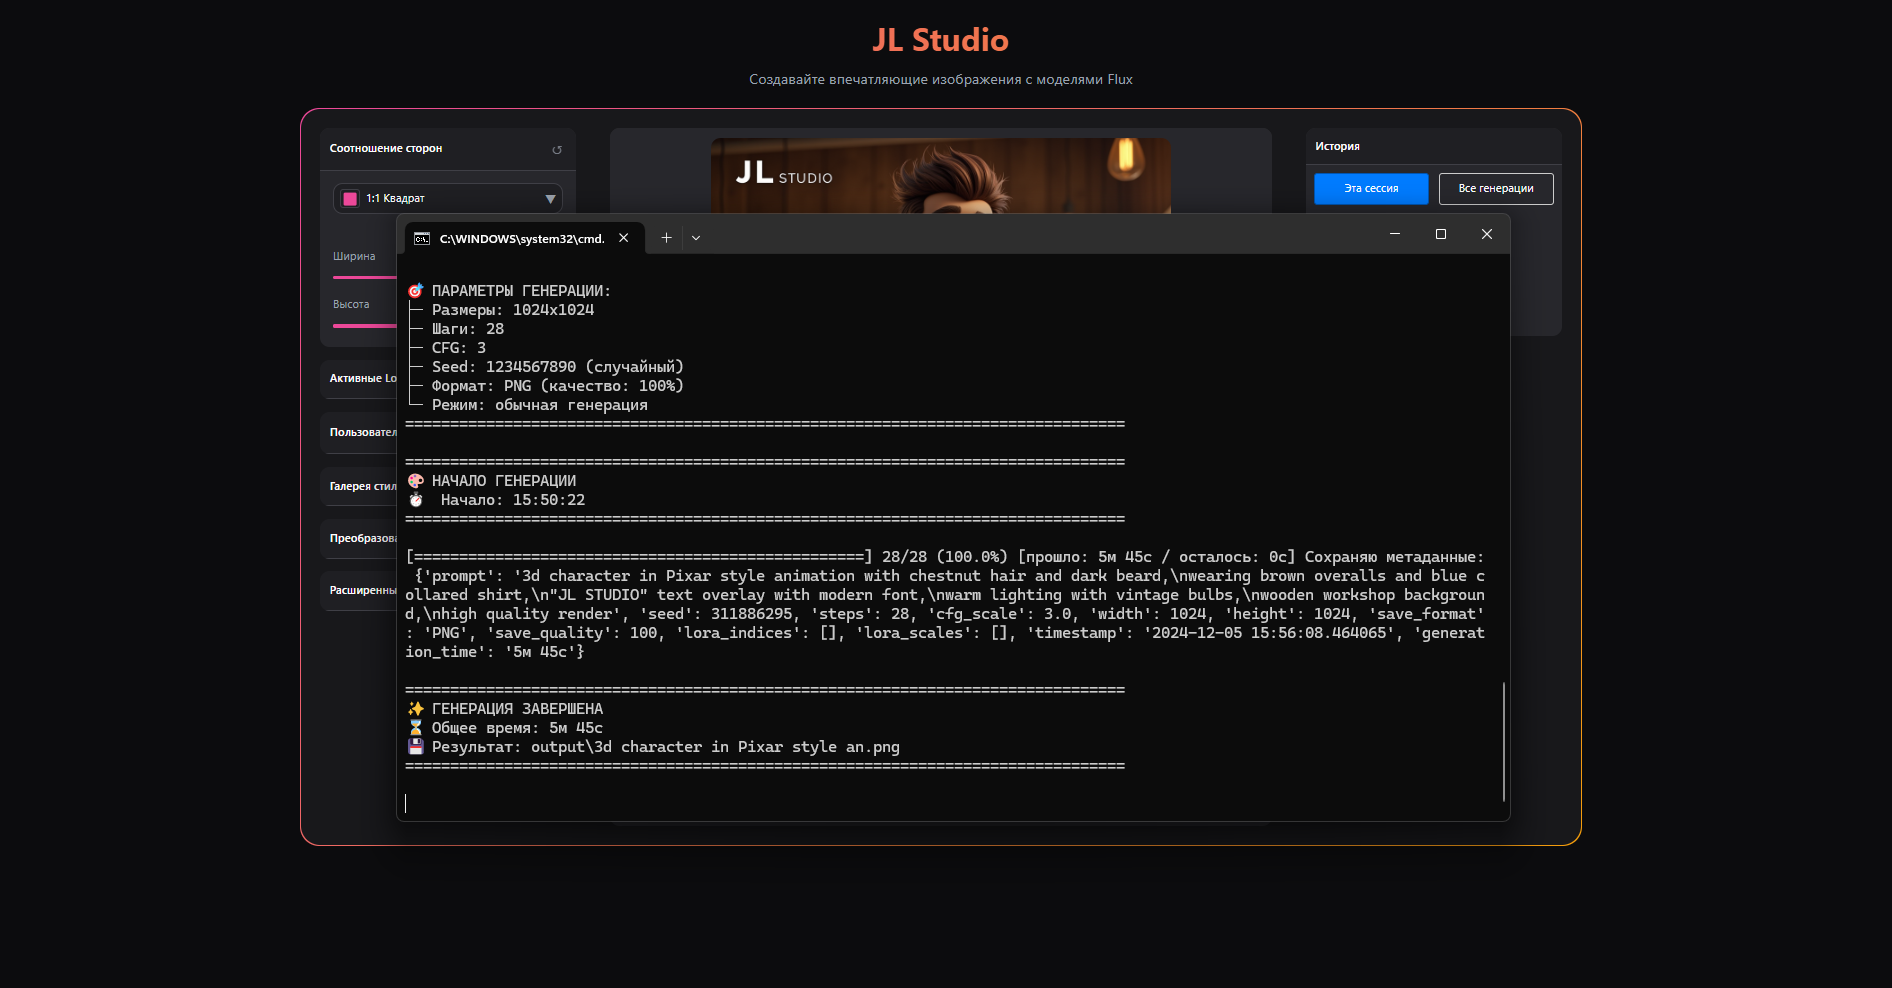 JL Studio
Создавайте впечатляющие изображения с моделями Flux
Соотношение сторон
1:1 Квадрат
Ширина
Высота
Активные Lo
Пользовател
Галерея стил
Преобразова
Расширенны
JL STUDIO
История
Эта сессия
Все генерации
C:\WINDOWS\system32\cmd.
🎯 ПАРАМЕТРЫ ГЕНЕРАЦИИ:
├─ Размеры: 1024x1024
├─ Шаги: 28
├─ CFG: 3
├─ Seed: 1234567890 (случайный)
├─ Формат: PNG (качество: 100%)
└─ Режим: обычная генерация
================================================================================
================================================================================
🎨 НАЧАЛО ГЕНЕРАЦИИ
⏱ Начало: 15:50:22
================================================================================
[==================================================] 28/28 (100.0%) [прошло: 5м 45с / осталось: 0с] Сохраняю метаданные:
{'prompt': '3d character in Pixar style animation with chestnut hair and dark beard,\nwearing brown overalls and blue c
ollared shirt,\n"JL STUDIO" text overlay with modern font,\nwarm lighting with vintage bulbs,\nwooden workshop backgroun
d,\nhigh quality render', 'seed': 311886295, 'steps': 28, 'cfg_scale': 3.0, 'width': 1024, 'height': 1024, 'save_format'
: 'PNG', 'save_quality': 100, 'lora_indices': [], 'lora_scales': [], 'timestamp': '2024-12-05 15:56:08.464065', 'generat
ion_time': '5м 45с'}
================================================================================
✨ ГЕНЕРАЦИЯ ЗАВЕРШЕНА
⌛ Общее время: 5м 45с
💾 Результат: output\3d character in Pixar style an.png
================================================================================